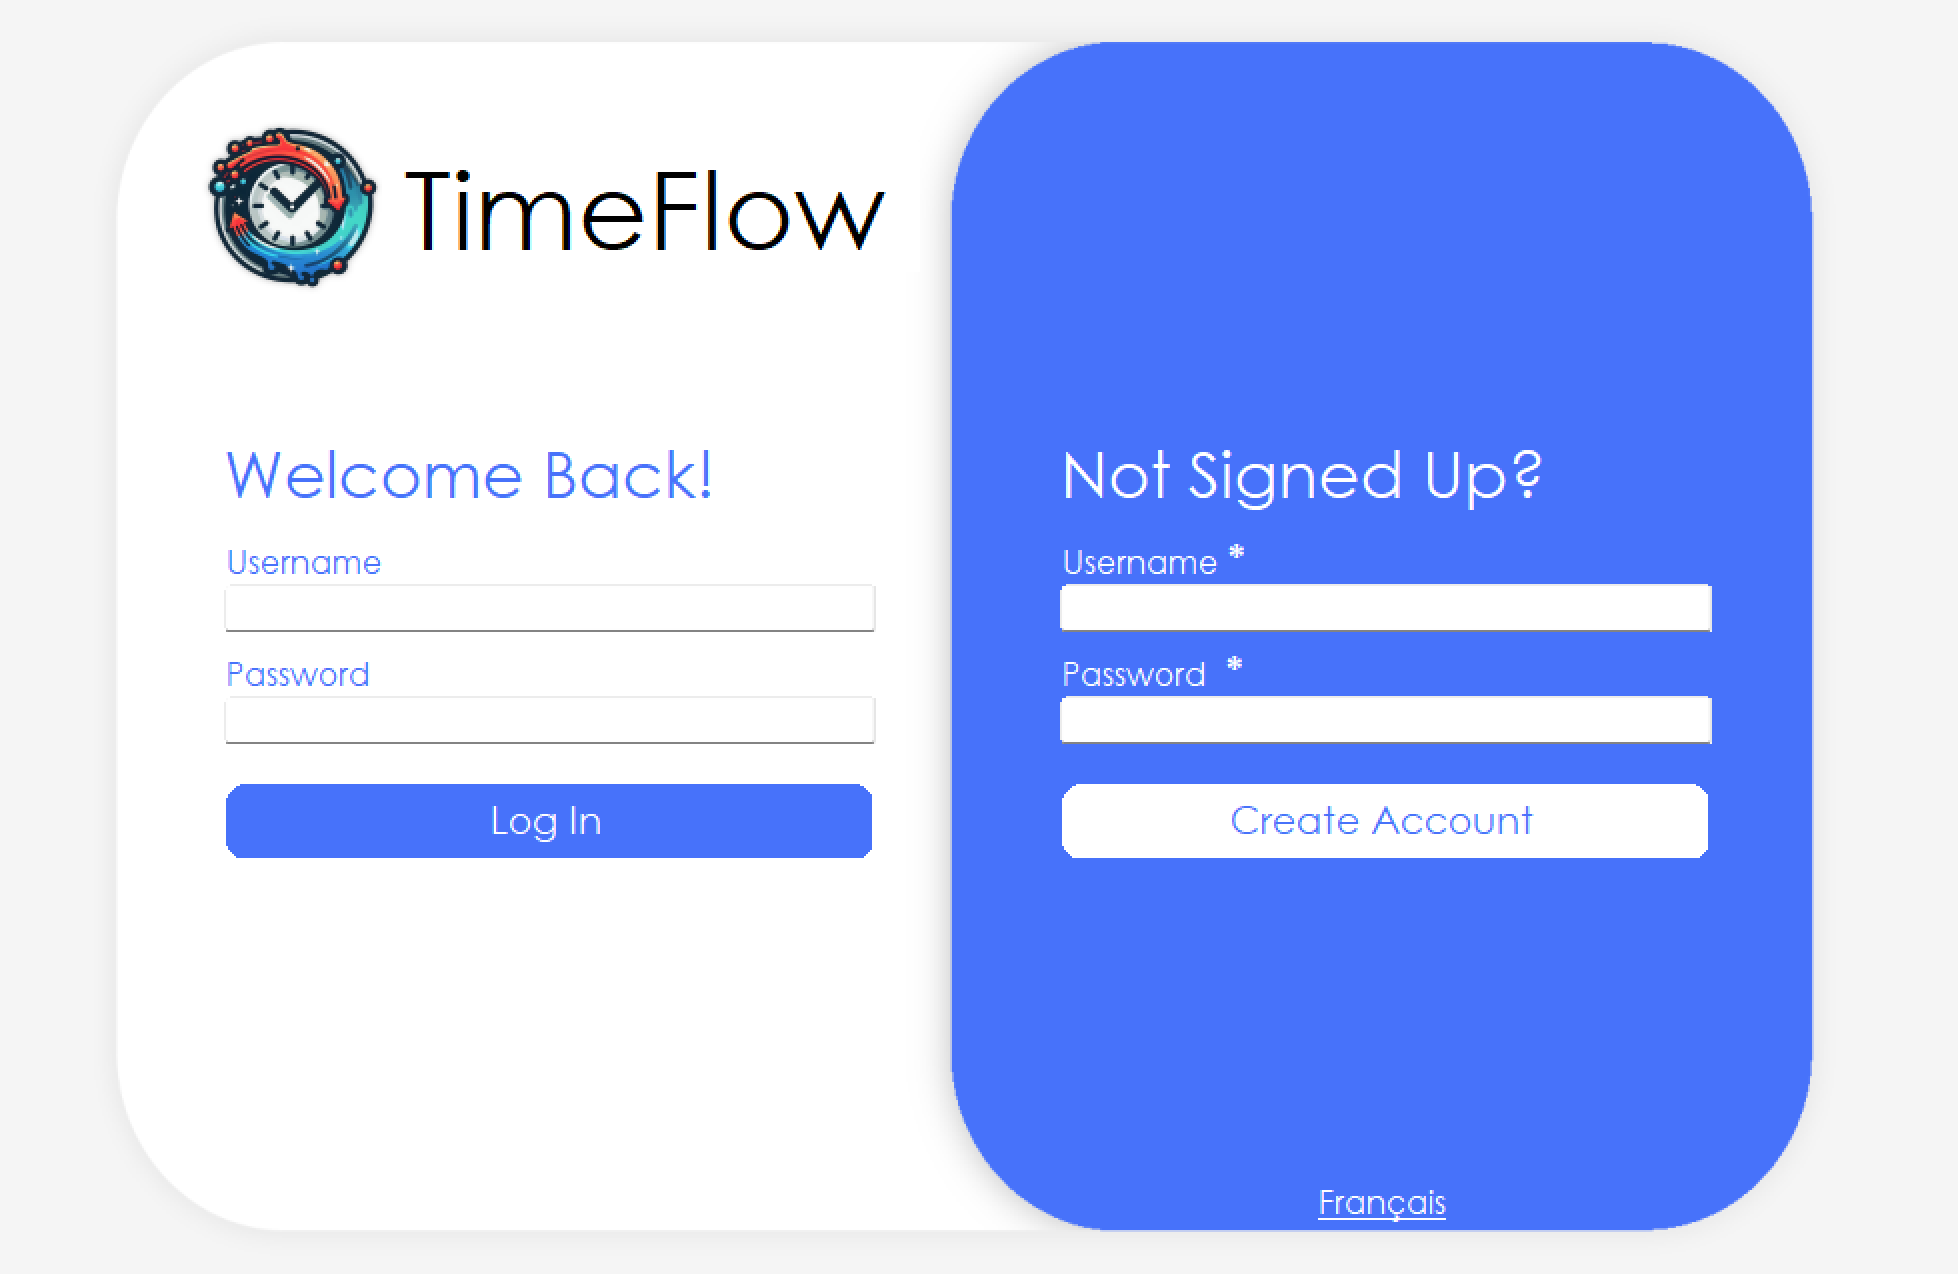 TimeFlow
Welcome Back!
Username
Password
Log In
Not Signed Up?
Username *
Password *
Create Account
Français